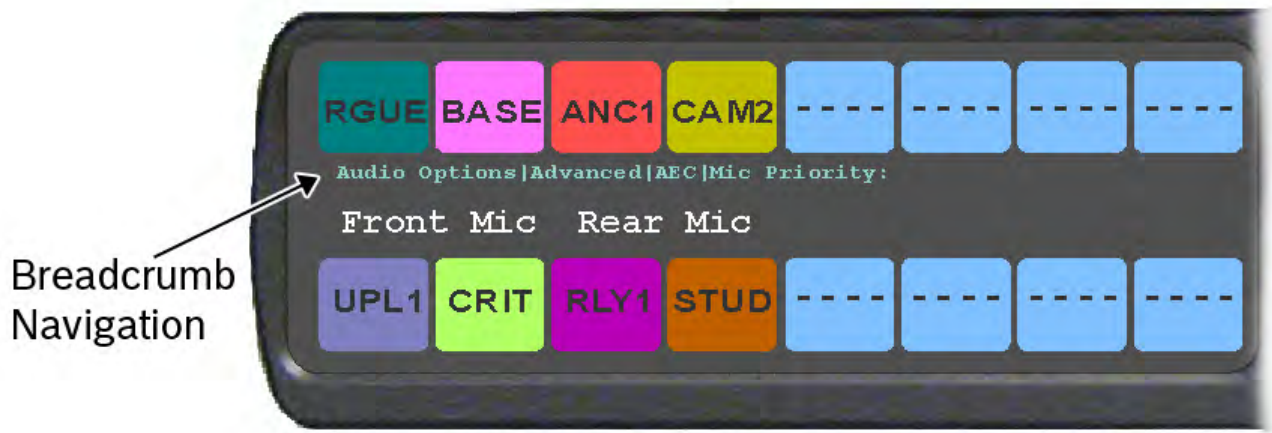 RGUE BASE ANC1 CAM2 ---- ---- ---- ----
Audio Options|Advanced|AEC|Mic Priority:
Front Mic Rear Mic
Breadcrumb
Navigation
UPL1 CRIT RLY1 STUD ---- ---- ---- ----